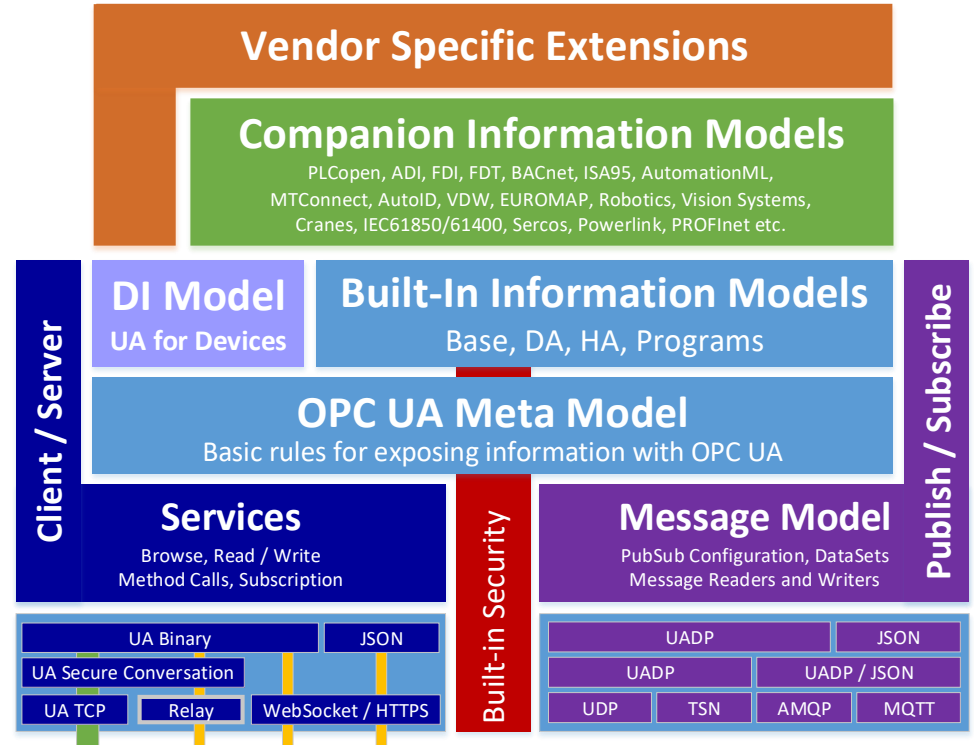 Vendor Specific Extensions
Companion Information Models
PLCopen, ADI, FDI, FDT, BACnet, ISA95, AutomationML,
MTConnect, AutoID, VDW, EUROMAP, Robotics, Vision Systems,
Cranes, IEC61850/61400, Sercos, Powerlink, PROFInet etc.
Client / Server
DI Model
UA for Devices
Built-In Information Models
Base, DA, HA, Programs
Publish / Subscribe
OPC UA Meta Model
Basic rules for exposing information with OPC UA
Services
Browse, Read / Write
Method Calls, Subscription
Built-in Security
Message Model
PubSub Configuration, DataSets
Message Readers and Writers
UA Binary
JSON
UA Secure Conversation
UA TCP
Relay
WebSocket / HTTPS
UADP
JSON
UADP
UADP / JSON
UDP
TSN
AMQP
MQTT